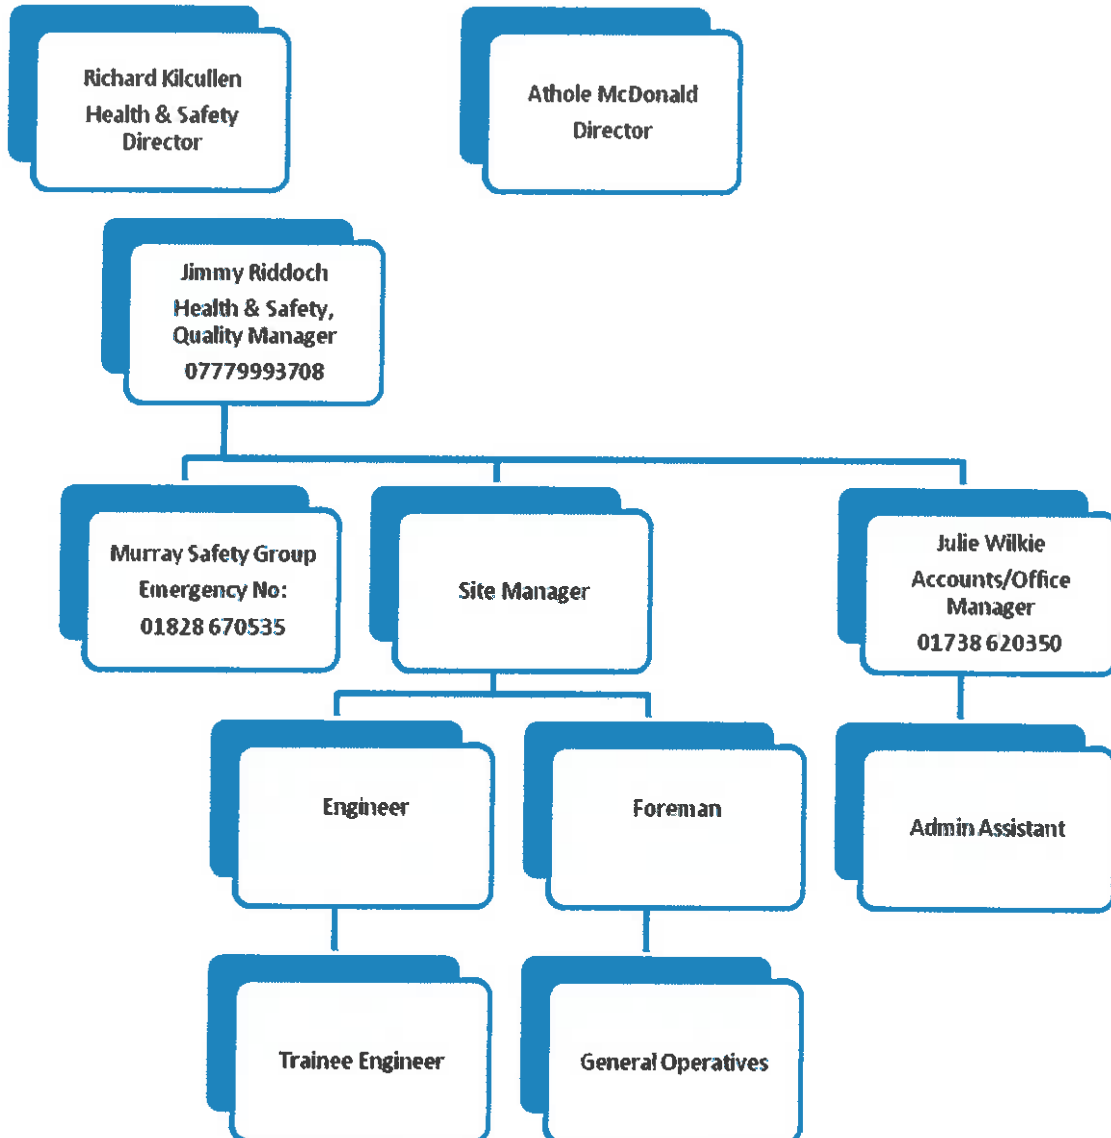 Richard Kilcullen
Health & Safety
Director
Athole McDonald
Director
Jimmy Riddoch
Health & Safety,
Quality Manager
07779993708
Murray Safety Group
Emergency No:
01828 670535
Site Manager
Julie Wilkie
Accounts/Office
Manager
01738 620350
Engineer
Foreman
Admin Assistant
Trainee Engineer
General Operatives